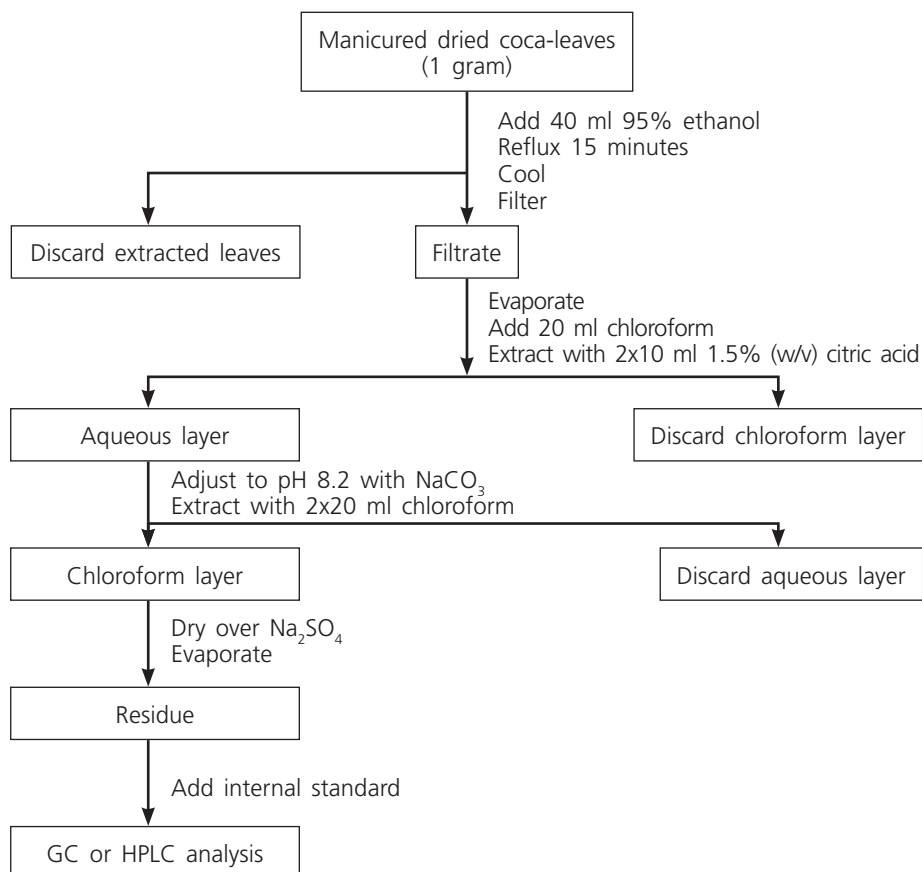 Manicured dried coca-leaves
(1 gram)
Add 40 ml 95% ethanol
Reflux 15 minutes
Cool
Filter
Discard extracted leaves
Filtrate
Evaporate
Add 20 ml chloroform
Extract with 2x10 ml 1.5% (w/v) citric acid
Aqueous layer
Discard chloroform layer
Adjust to pH 8.2 with NaCO₃
Extract with 2x20 ml chloroform
Chloroform layer
Discard aqueous layer
Dry over Na₂SO₄
Evaporate
Residue
Add internal standard
GC or HPLC analysis